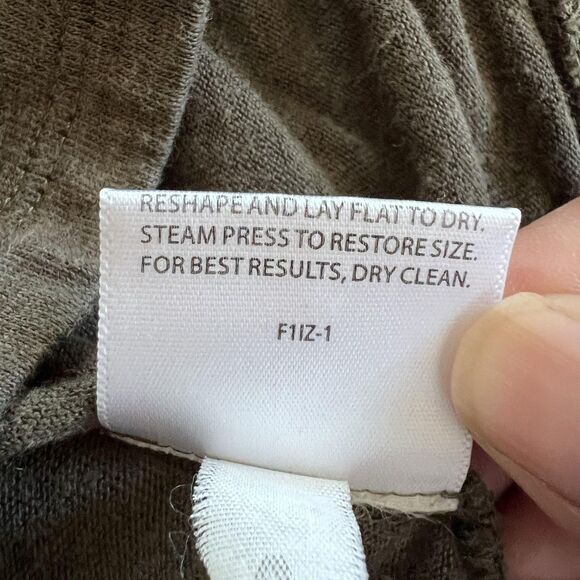 RESHAPE AND LAY FLAT TO DRY.
STEAM PRESS TO RESTORE SIZE.
FOR BEST RESULTS, DRY CLEAN.
F1IZ-1